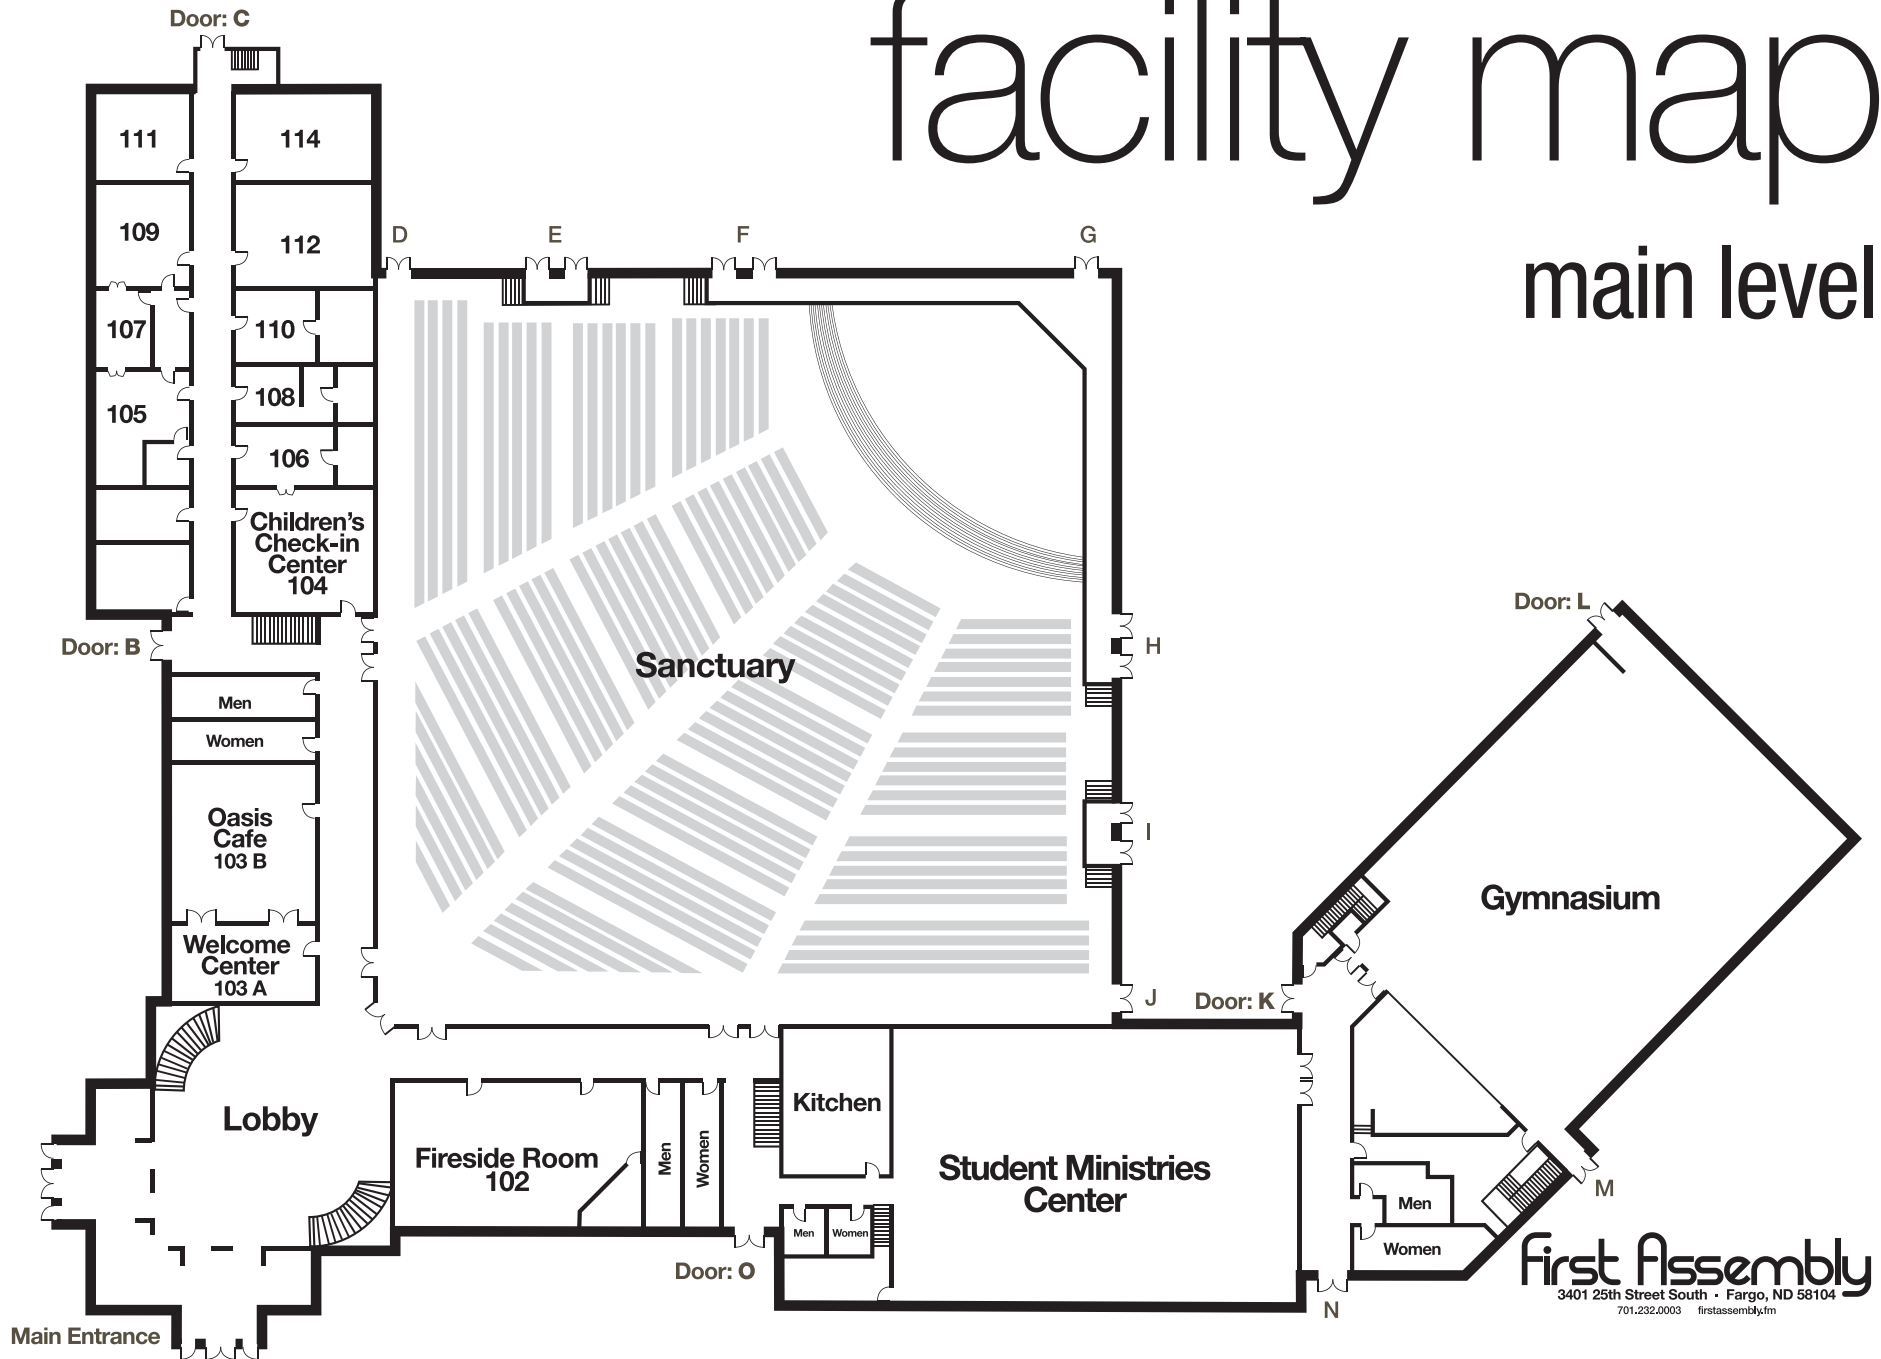 facility map
main level
Door: C
111
114
109
112
D
E
F
G
107
110
108
105
106
Children's
Check-in
Center
104
Door: B
Sanctuary
H
Door: L
Men
Women
Oasis
Cafe
103 B
I
Gymnasium
Welcome
Center
103 A
J
Door: K
Lobby
Kitchen
Fireside Room
102
Men
Women
Student Ministries
Center
M
Men
Women
Men
Women
Door: O
N
Main Entrance
First Assembly
3401 25th Street South · Fargo, ND 58104
701.232.0003 firstassembly.fm